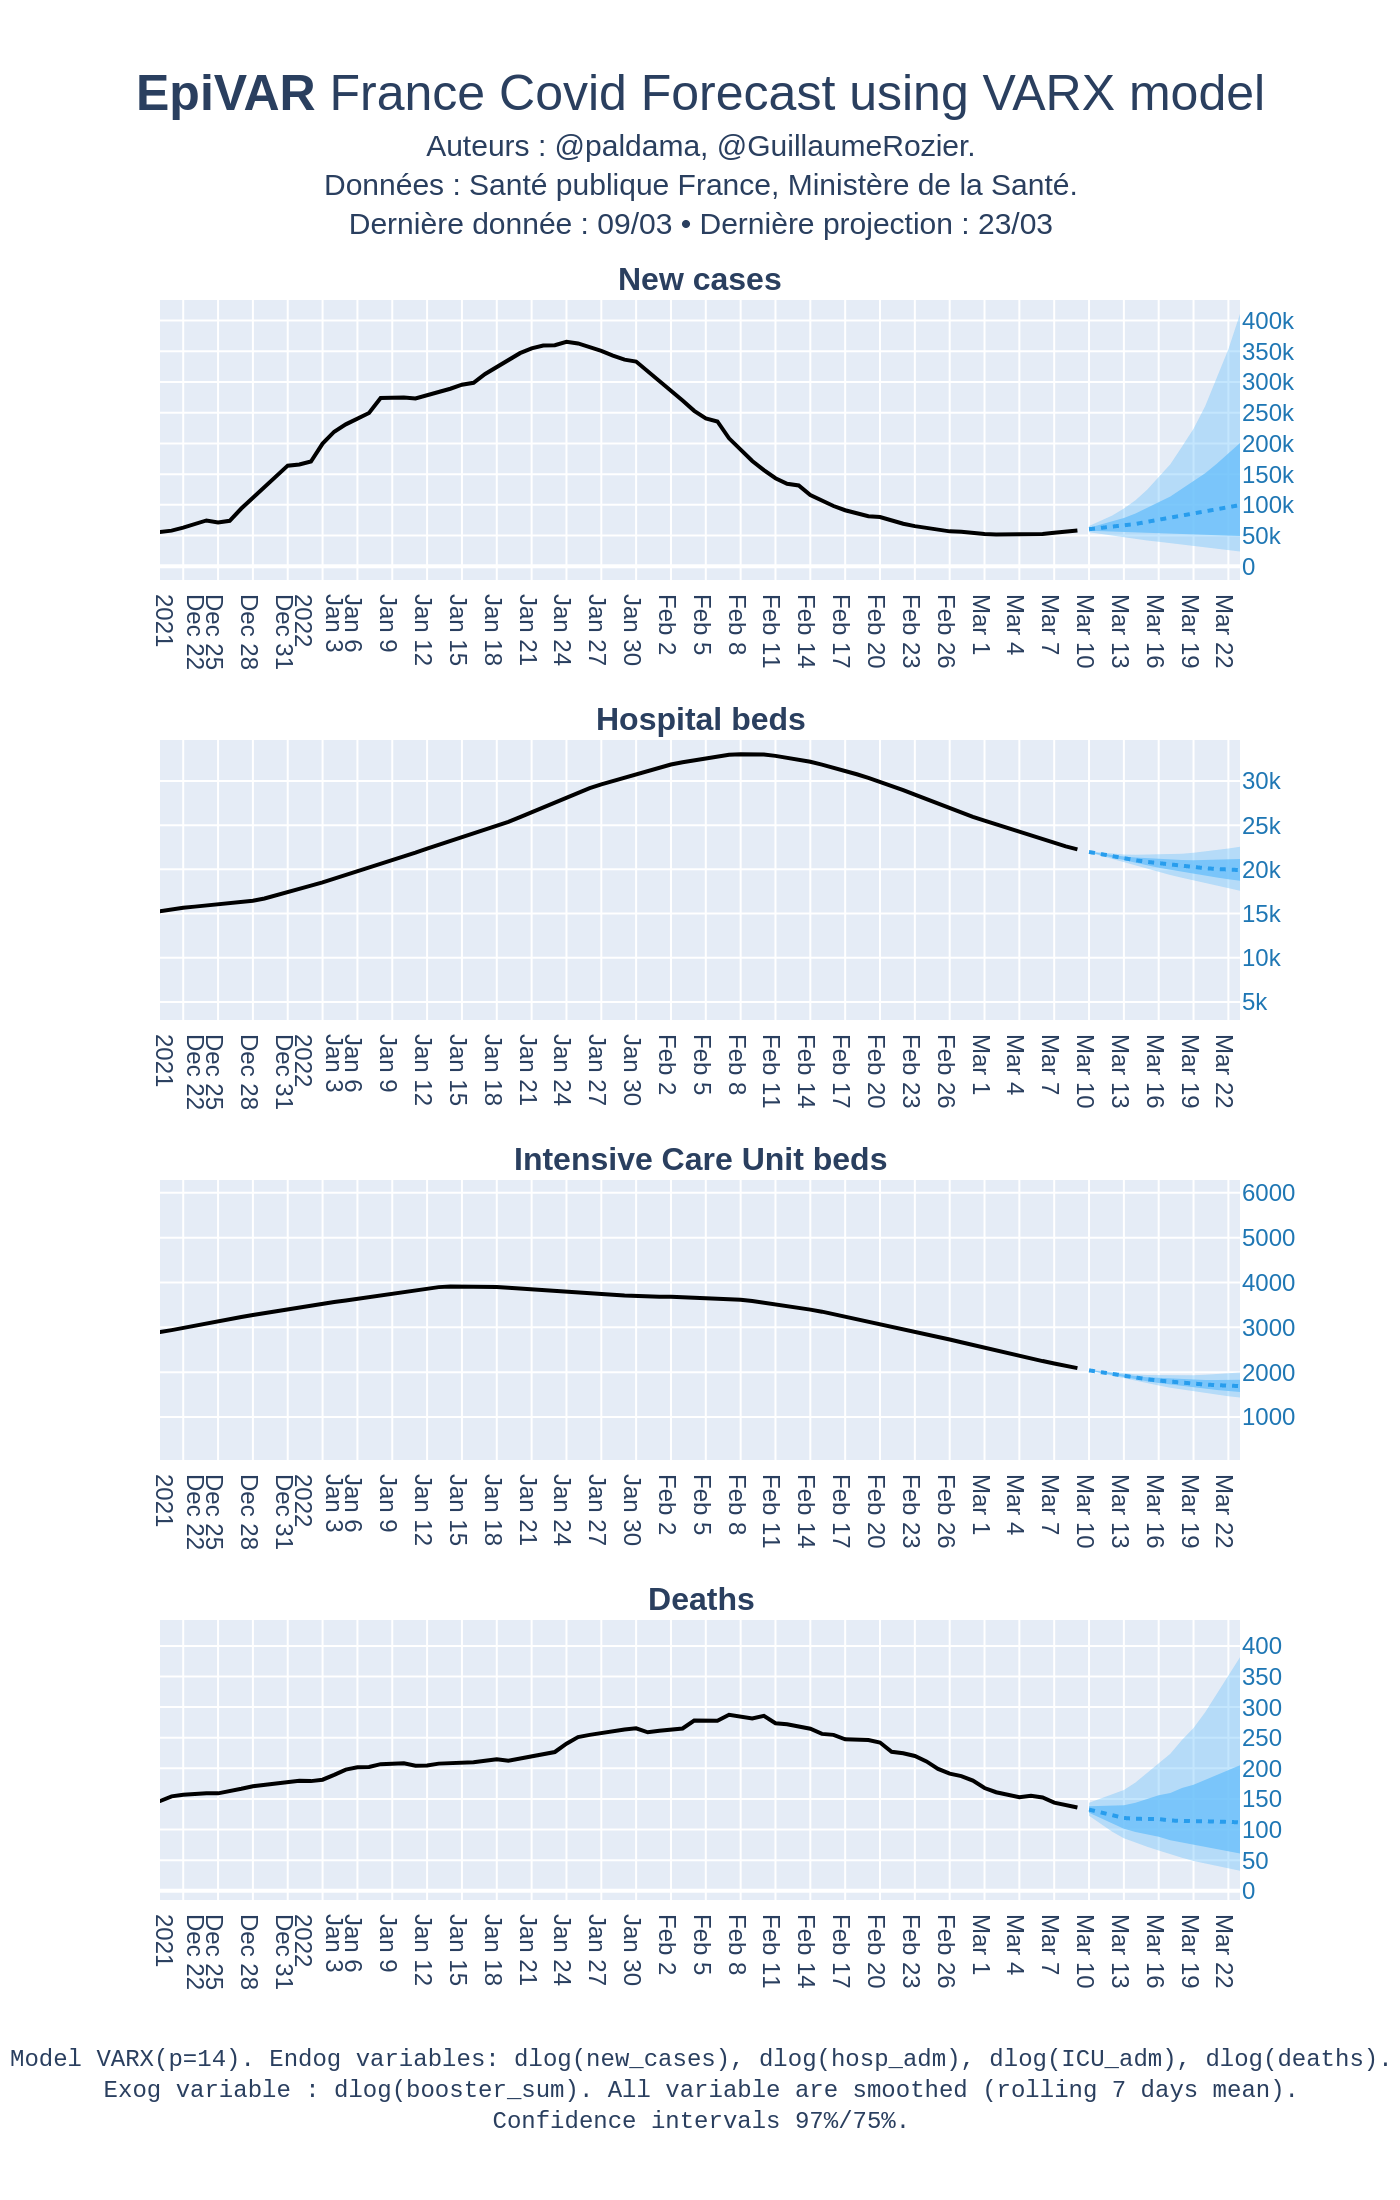 EpiVAR France Covid Forecast using VARX model
Auteurs : @paldama, @GuillaumeRozier.
Données : Santé publique France, Ministère de la Santé.
Dernière donnée : 09/03 • Dernière projection : 23/03
New cases
400k
350k
300k
250k
200k
150k
100k
50k
0
2021 Dec 22 Dec 25 Dec 28 Dec 31 2022 Jan 3 Jan 6 Jan 9 Jan 12 Jan 15 Jan 18 Jan 21 Jan 24 Jan 27 Jan 30 Feb 2 Feb 5 Feb 8 Feb 11 Feb 14 Feb 17 Feb 20 Feb 23 Feb 26 Mar 1 Mar 4 Mar 7 Mar 10 Mar 13 Mar 16 Mar 19 Mar 22
Hospital beds
30k
25k
20k
15k
10k
5k
2021 Dec 22 Dec 25 Dec 28 Dec 31 2022 Jan 3 Jan 6 Jan 9 Jan 12 Jan 15 Jan 18 Jan 21 Jan 24 Jan 27 Jan 30 Feb 2 Feb 5 Feb 8 Feb 11 Feb 14 Feb 17 Feb 20 Feb 23 Feb 26 Mar 1 Mar 4 Mar 7 Mar 10 Mar 13 Mar 16 Mar 19 Mar 22
Intensive Care Unit beds
6000
5000
4000
3000
2000
1000
2021 Dec 22 Dec 25 Dec 28 Dec 31 2022 Jan 3 Jan 6 Jan 9 Jan 12 Jan 15 Jan 18 Jan 21 Jan 24 Jan 27 Jan 30 Feb 2 Feb 5 Feb 8 Feb 11 Feb 14 Feb 17 Feb 20 Feb 23 Feb 26 Mar 1 Mar 4 Mar 7 Mar 10 Mar 13 Mar 16 Mar 19 Mar 22
Deaths
400
350
300
250
200
150
100
50
0
2021 Dec 22 Dec 25 Dec 28 Dec 31 2022 Jan 3 Jan 6 Jan 9 Jan 12 Jan 15 Jan 18 Jan 21 Jan 24 Jan 27 Jan 30 Feb 2 Feb 5 Feb 8 Feb 11 Feb 14 Feb 17 Feb 20 Feb 23 Feb 26 Mar 1 Mar 4 Mar 7 Mar 10 Mar 13 Mar 16 Mar 19 Mar 22
Model VARX(p=14). Endog variables: dlog(new_cases), dlog(hosp_adm), dlog(ICU_adm), dlog(deaths).
Exog variable : dlog(booster_sum). All variable are smoothed (rolling 7 days mean).
Confidence intervals 97%/75%.